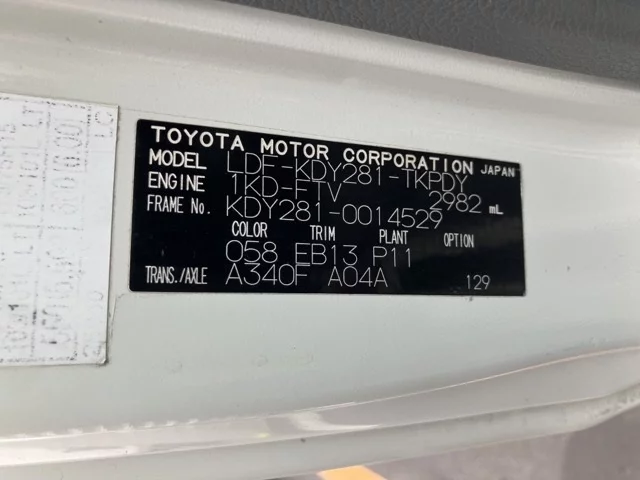 TOYOTA MOTOR CORPORATION JAPAN
MODEL LDF-KDY281-TKPDY
ENGINE 1KD-FTV 2982 mL
FRAME No. KDY281-0014529
COLOR TRIM PLANT OPTION
058 EB13 P11
TRANS./AXLE A340F A04A 129